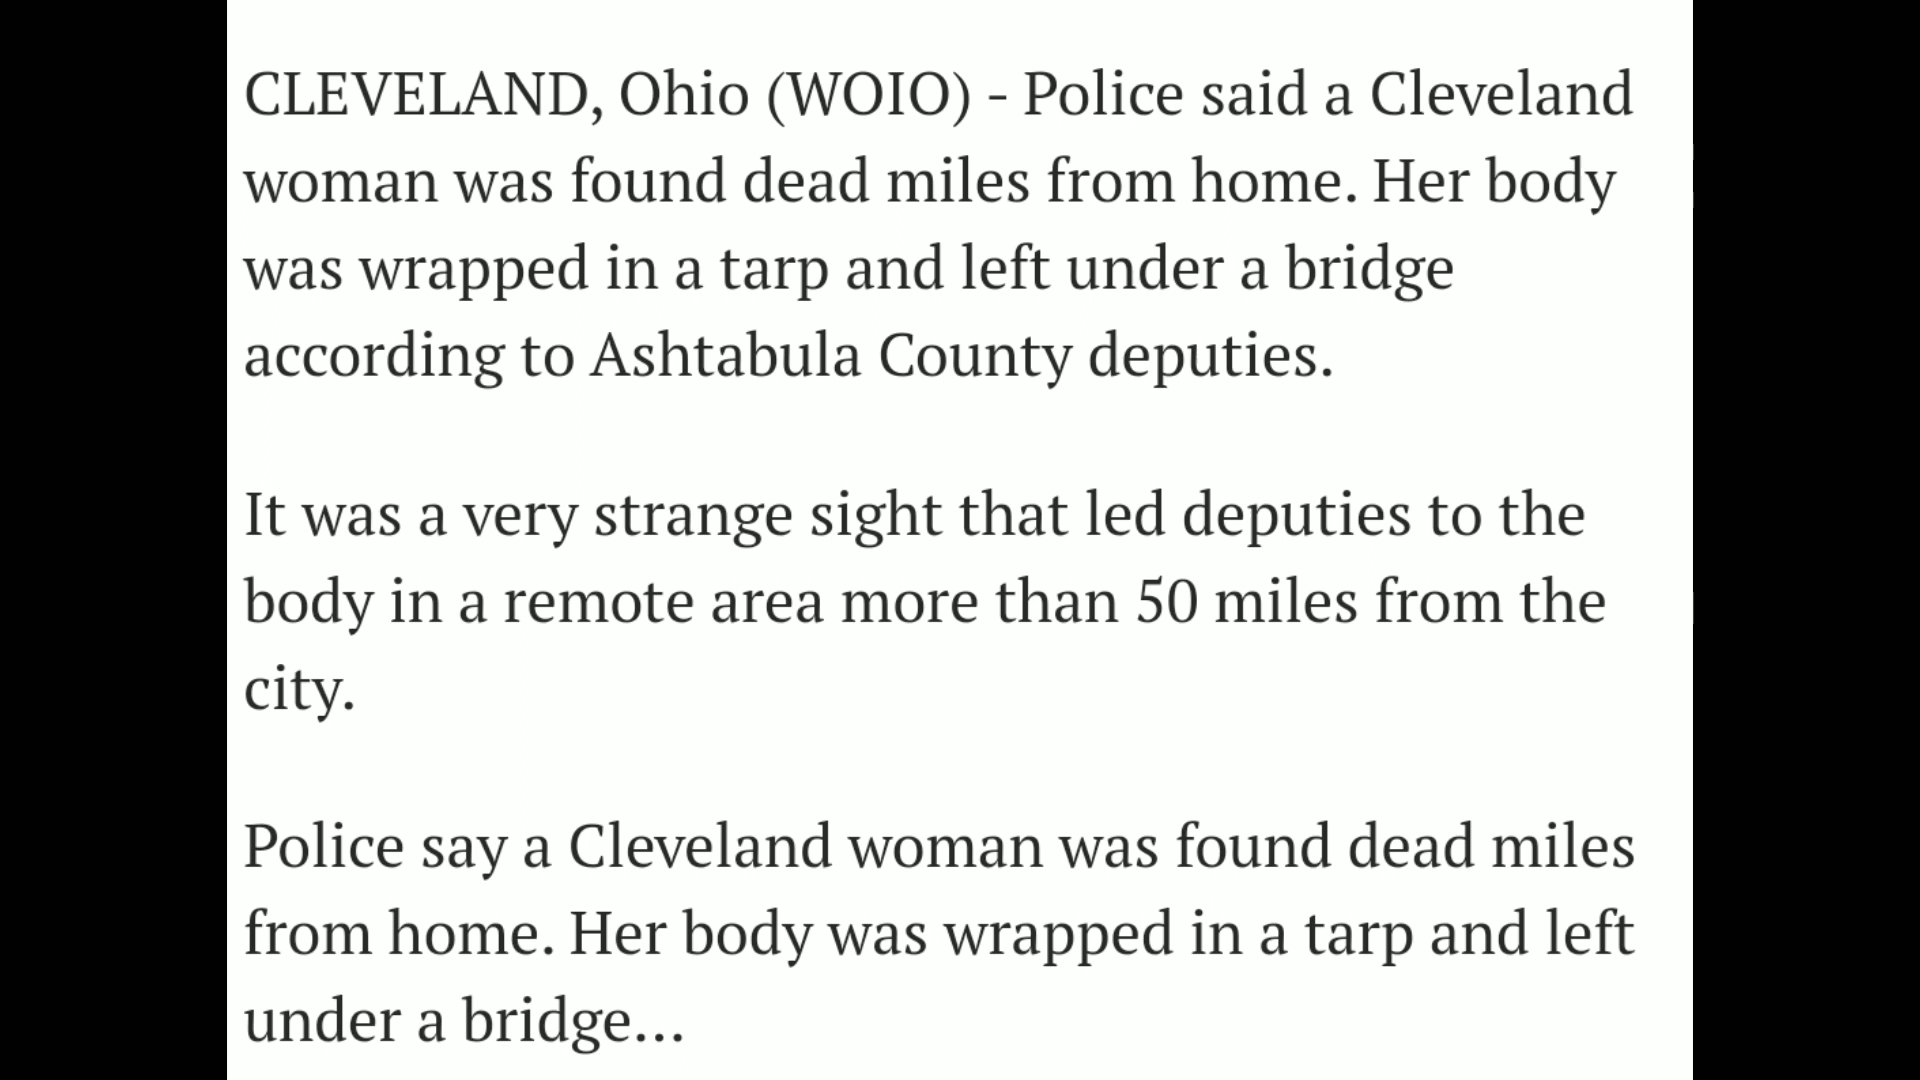 CLEVELAND, Ohio (WOIO) - Police said a Cleveland
woman was found dead miles from home. Her body
was wrapped in a tarp and left under a bridge
according to Ashtabula County deputies.
It was a very strange sight that led deputies to the
body in a remote area more than 50 miles from the
city.
Police say a Cleveland woman was found dead miles
from home. Her body was wrapped in a tarp and left
under a bridge...